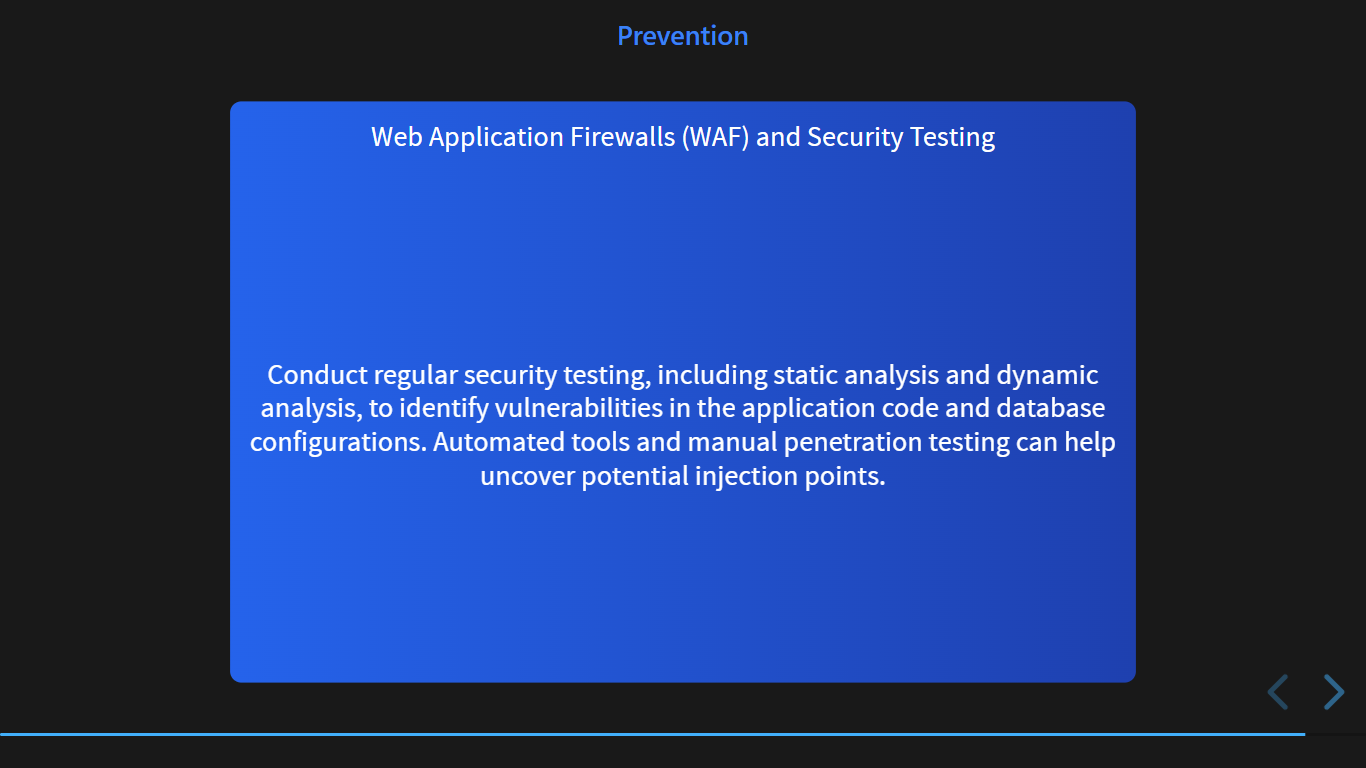 Prevention
Web Application Firewalls (WAF) and Security Testing
Conduct regular security testing, including static analysis and dynamic
analysis, to identify vulnerabilities in the application code and database
configurations. Automated tools and manual penetration testing can help
uncover potential injection points.